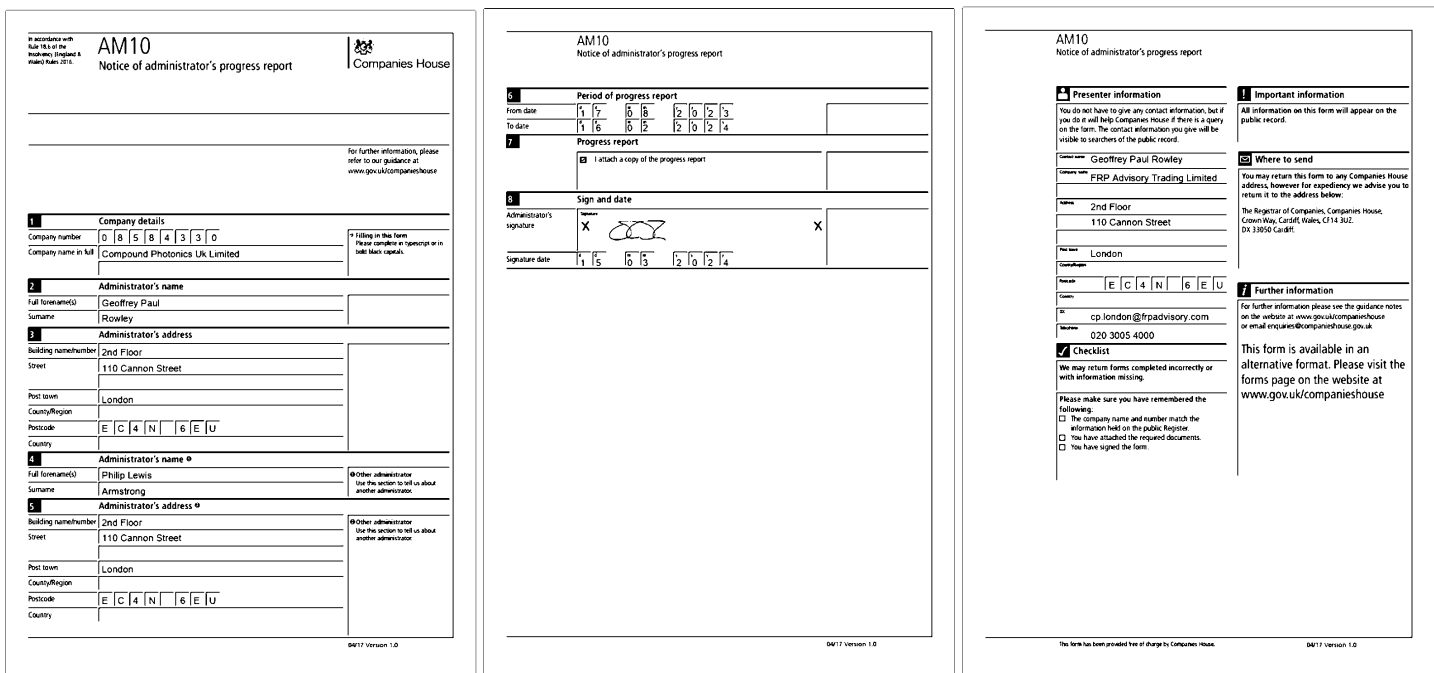 In accordance with
Rule 18.6 of the
Insolvency (England &
Wales) Rules 2016.
AM10
Notice of administrator's progress report
Companies House
For further information, please
refer to our guidance at
www.gov.uk/companieshouse
1 Company details
Company number 0 8 5 8 4 3 3 0
Company name in full Compound Photonics Uk Limited
→ Filling in this form
Please complete in typescript or in
bold black capitals.
2 Administrator's name
Full forename(s) Geoffrey Paul
Surname Rowley
3 Administrator's address
Building name/number 2nd Floor
Street 110 Cannon Street
Post town London
County/Region
Postcode E C 4 N 6 E U
Country
4 Administrator's name ❶
Full forename(s) Philip Lewis
Surname Armstrong
❶ Other administrator
Use this section to tell us about
another administrator.
5 Administrator's address ❷
Building name/number 2nd Floor
Street 110 Cannon Street
Post town London
County/Region
Postcode E C 4 N 6 E U
Country
❷ Other administrator
Use this section to tell us about
another administrator.
04/17 Version 1.0
AM10
Notice of administrator's progress report
6 Period of progress report
From date 1 7 0 8 2 0 2 3
To date 1 6 0 2 2 0 2 4
7 Progress report
☑ I attach a copy of the progress report
8 Sign and date
Administrator's
signature
Signature
X X
Signature date 1 5 0 3 2 0 2 4
04/17 Version 1.0
AM10
Notice of administrator's progress report
Presenter information
You do not have to give any contact information, but if
you do it will help Companies House if there is a query
on the form. The contact information you give will be
visible to searchers of the public record.
Contact name Geoffrey Paul Rowley
Company name FRP Advisory Trading Limited
Address 2nd Floor
110 Cannon Street
Post town London
County/Region
Postcode E C 4 N 6 E U
Country
DX cp.london@frpadvisory.com
Telephone 020 3005 4000
Checklist
We may return forms completed incorrectly or
with information missing.
Please make sure you have remembered the
following:
☐ The company name and number match the
information held on the public Register.
☐ You have attached the required documents.
☐ You have signed the form.
! Important information
All information on this form will appear on the
public record.
Where to send
You may return this form to any Companies House
address, however for expediency we advise you to
return it to the address below:
The Registrar of Companies, Companies House,
Crown Way, Cardiff, Wales, CF14 3UZ.
DX 33050 Cardiff.
i Further information
For further information please see the guidance notes
on the website at www.gov.uk/companieshouse
or email enquiries@companieshouse.gov.uk
This form is available in an
alternative format. Please visit the
forms page on the website at
www.gov.uk/companieshouse
This form has been provided free of charge by Companies House.
04/17 Version 1.0